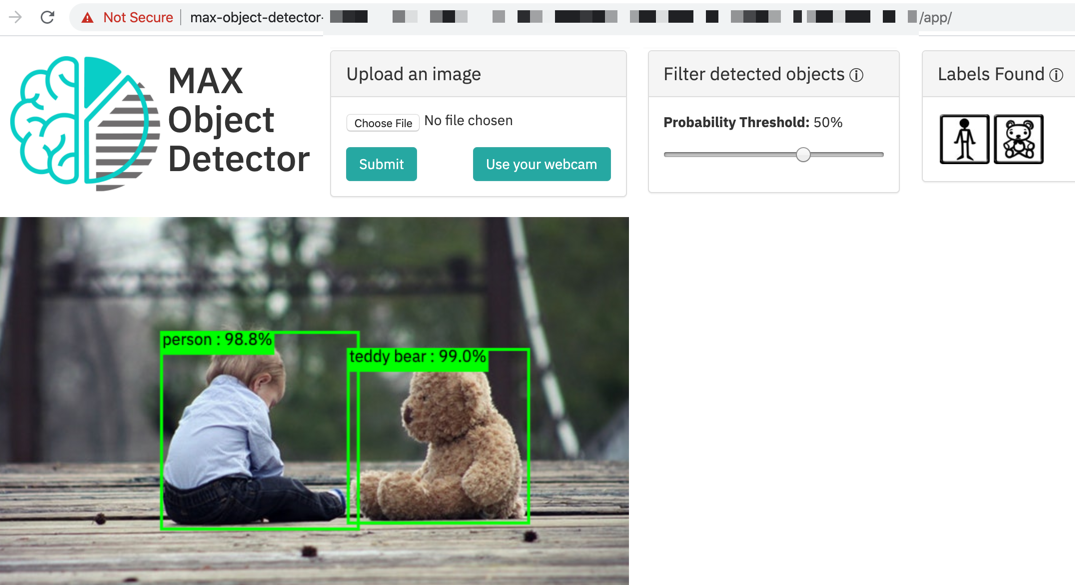 Not Secure
max-object-detector-
/app/
MAX
Object
Detector
Upload an image
Choose File No file chosen
Submit
Use your webcam
Filter detected objects
Probability Threshold: 50%
Labels Found
person : 98.8%
teddy bear : 99.0%